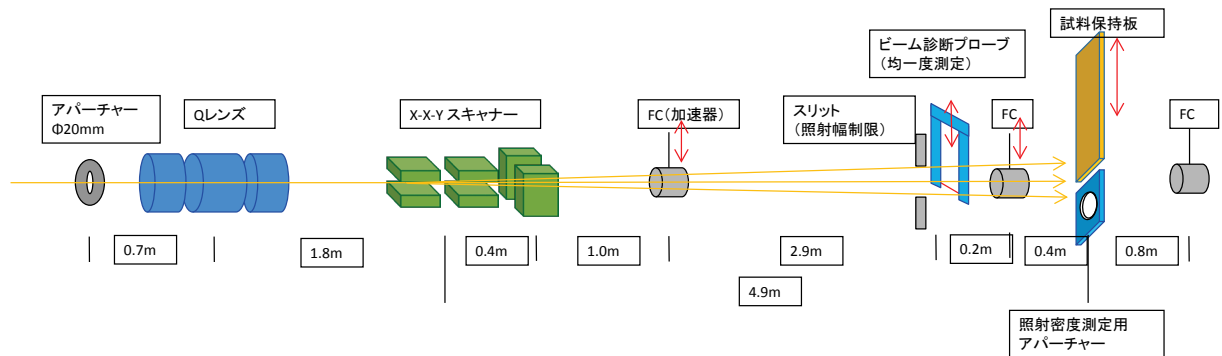 試料保持板
ビーム診断プローブ
(均一度測定)
アパーチャー
Φ20mm
Qレンズ
X-X-Y スキャナー
FC(加速器)
スリット
(照射幅制限)
FC
FC
0.7m
1.8m
0.4m
1.0m
2.9m
0.2m
0.4m
0.8m
4.9m
照射密度測定用
アパーチャー